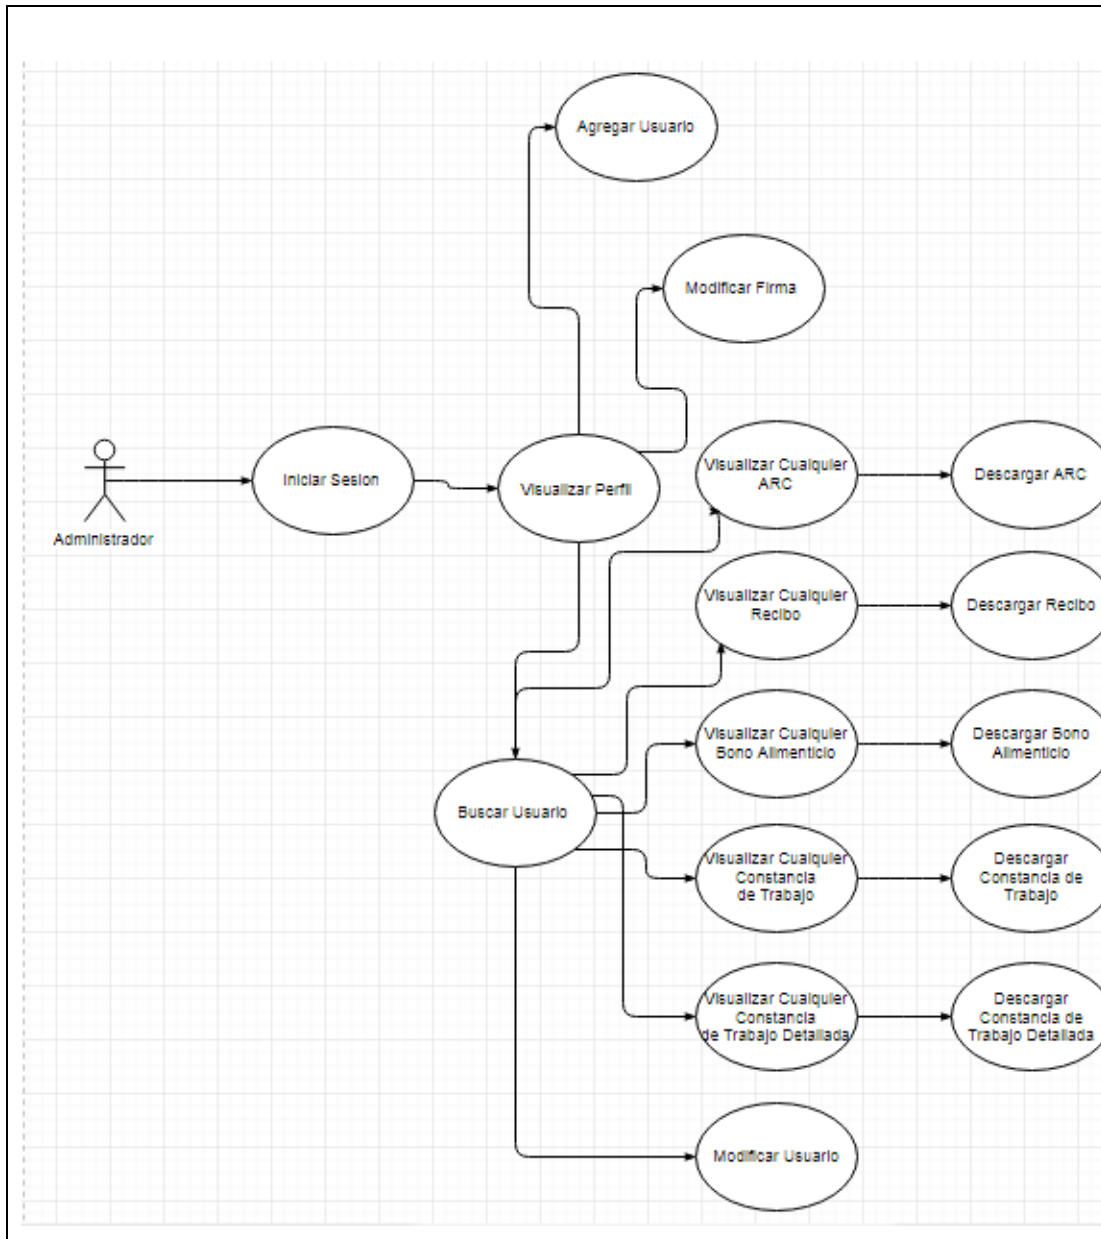 Agregar Usuario
Modificar Firma
Administrador
Iniciar Sesion
Visualizar Perfil
Visualizar Cualquier
ARC
Descargar ARC
Visualizar Cualquier
Recibo
Descargar Recibo
Visualizar Cualquier
Bono Alimenticio
Descargar Bono
Alimenticio
Buscar Usuario
Visualizar Cualquier
Constancia
de Trabajo
Descargar
Constancia de
Trabajo
Visualizar Cualquier
Constancia
de Trabajo Detallada
Descargar
Constancia de
Trabajo Detallada
Modificar Usuario